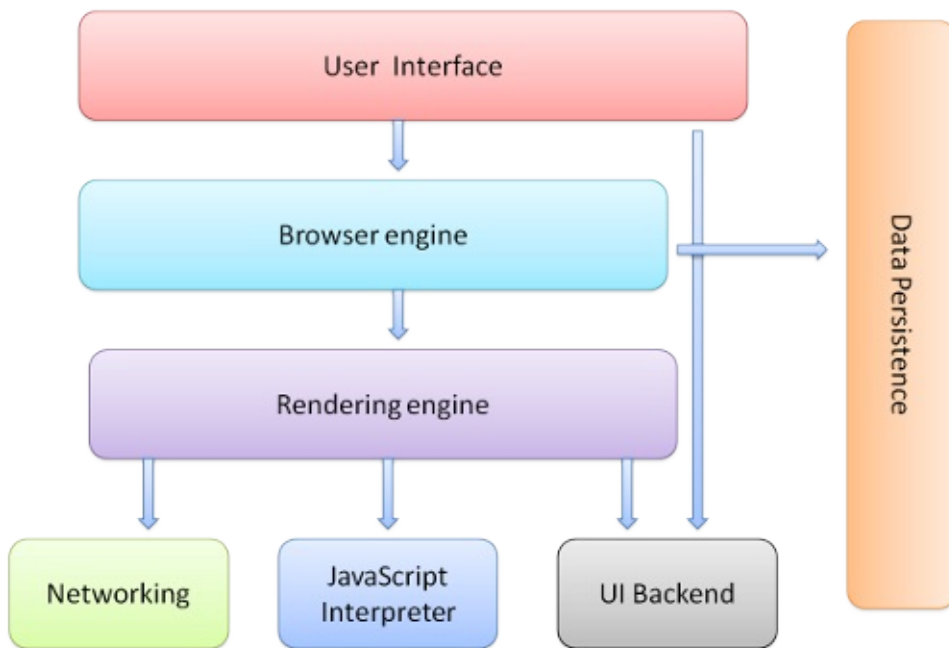 User Interface
Browser engine
Data Persistence
Rendering engine
Networking
JavaScript
Interpreter
UI Backend